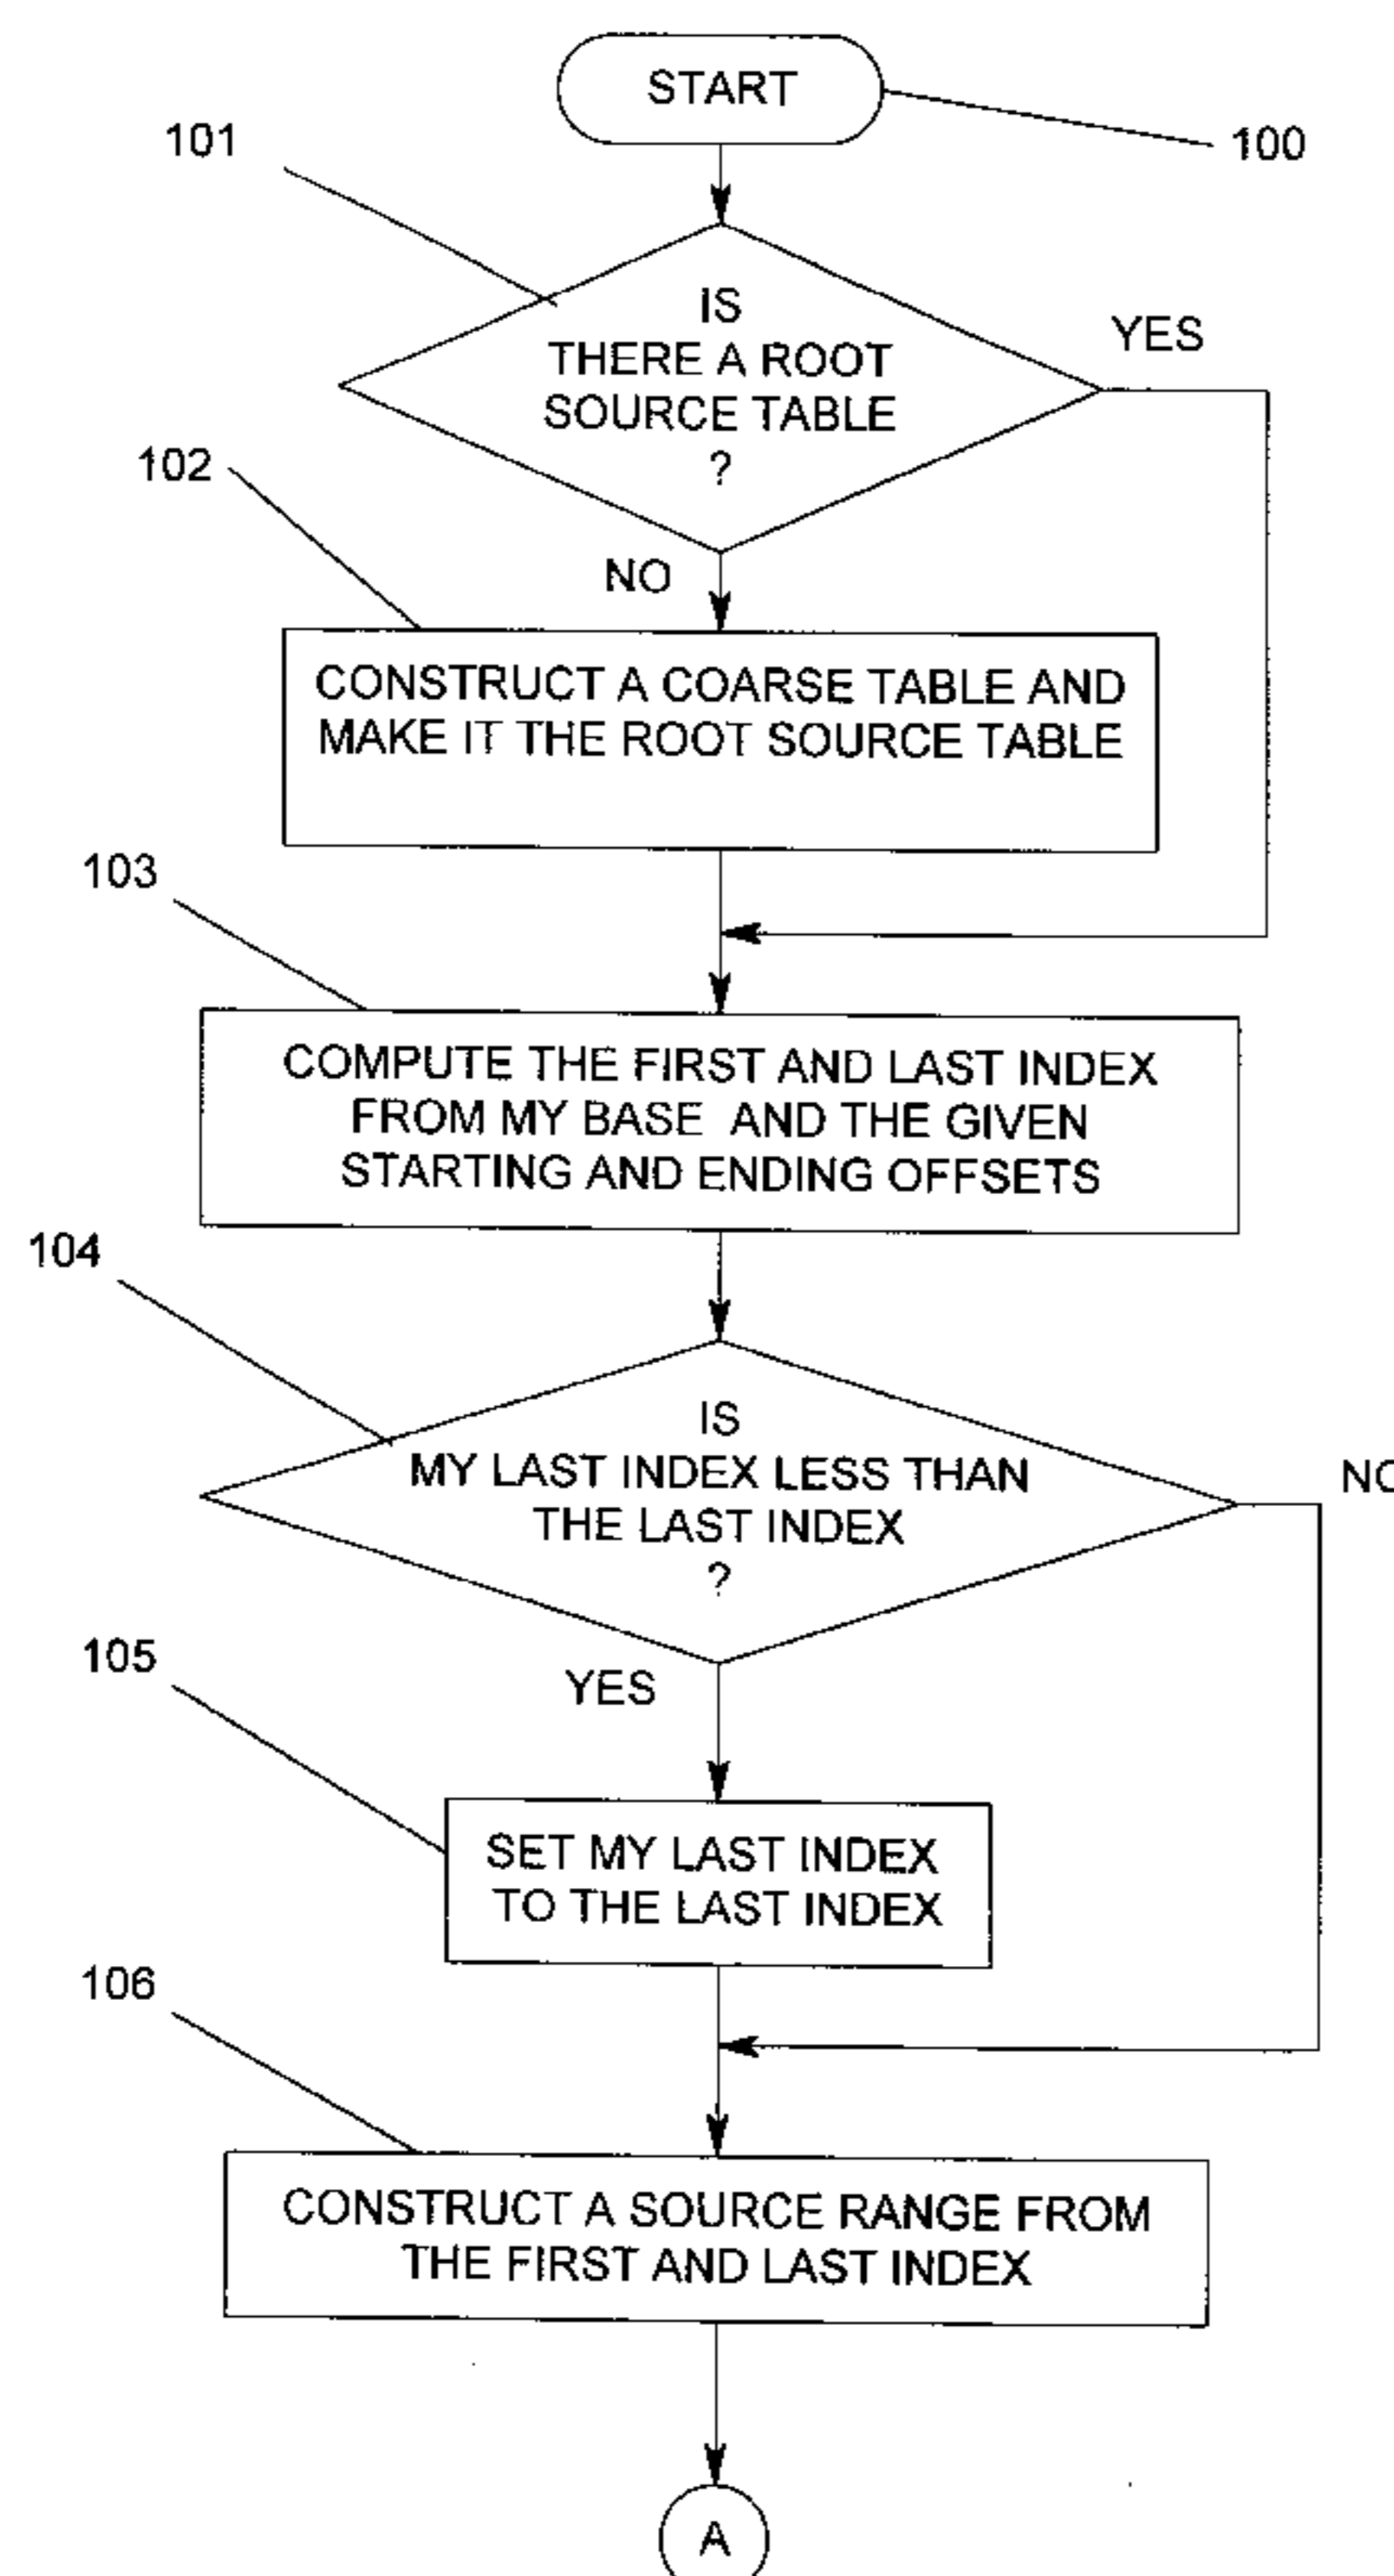 START
100
101
IS
THERE A ROOT
SOURCE TABLE
?
YES
NO
102
CONSTRUCT A COARSE TABLE AND
MAKE IT THE ROOT SOURCE TABLE
103
COMPUTE THE FIRST AND LAST INDEX
FROM MY BASE AND THE GIVEN
STARTING AND ENDING OFFSETS
104
IS
MY LAST INDEX LESS THAN
THE LAST INDEX
?
NO
YES
105
SET MY LAST INDEX
TO THE LAST INDEX
106
CONSTRUCT A SOURCE RANGE FROM
THE FIRST AND LAST INDEX
A